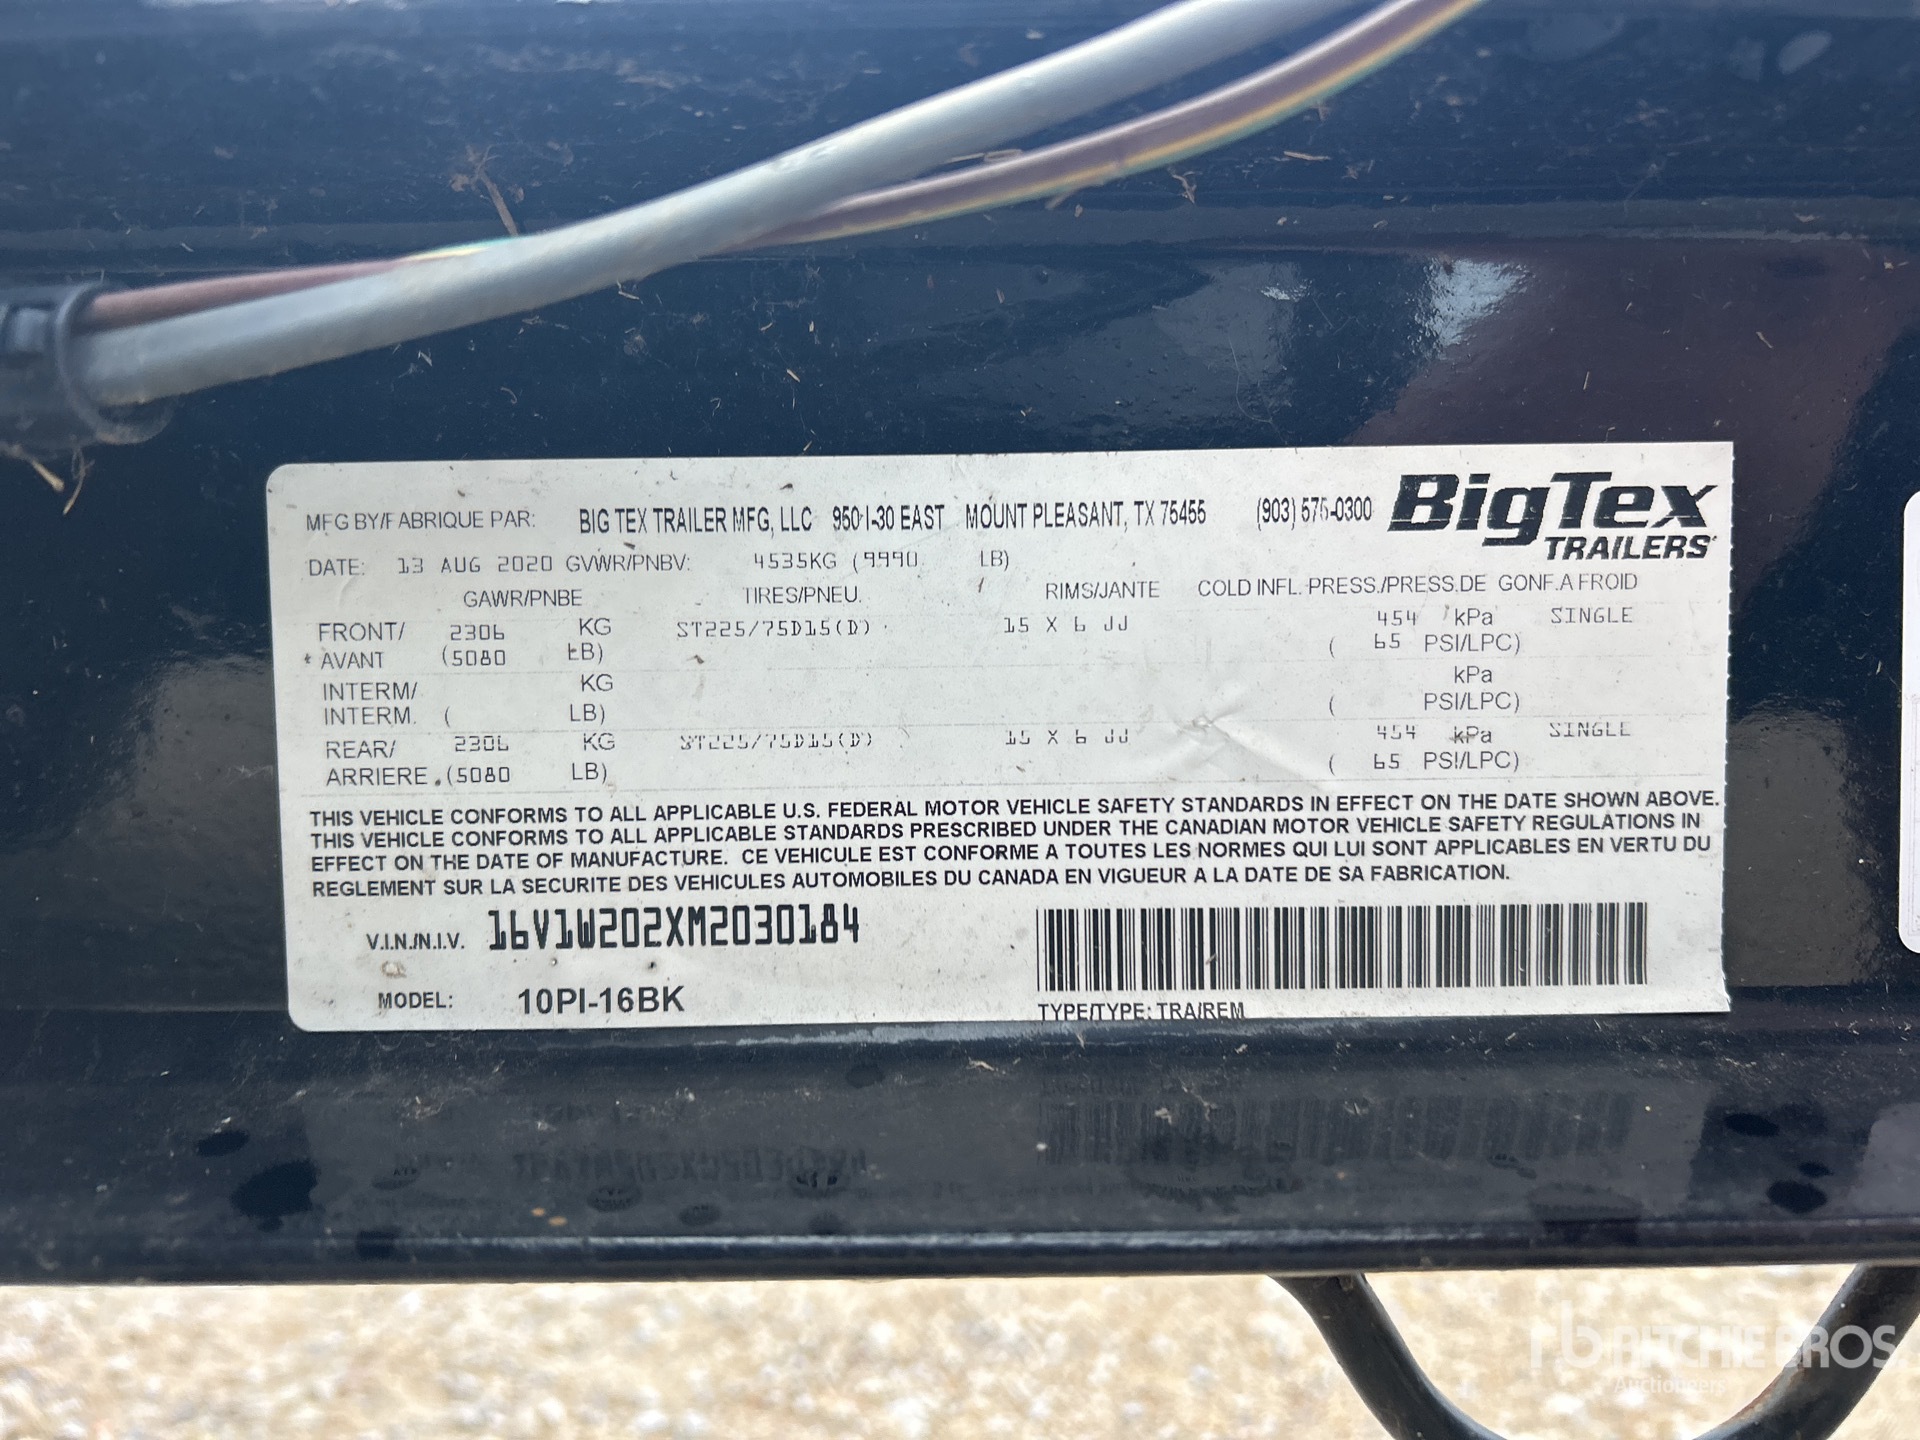 MFG BY/FABRIQUE PAR: BIG TEX TRAILER MFG, LLC 950 I-30 EAST MOUNT PLEASANT, TX 75455 (903) 575-0300 BigTex
TRAILERS
DATE: 13 AUG 2020 GVWR/PNBV: 4535KG (9990 LB)
GAWR/PNBE TIRES/PNEU. RIMS/JANTE COLD INFL.PRESS./PRESS.DE GONF.A FROID
FRONT/ 2306 KG ST225/75D15(D) 15 X 6 JJ 454 kPa SINGLE
AVANT (5080 LB) ( 65 PSI/LPC)
INTERM/ KG kPa
INTERM. ( LB) ( PSI/LPC)
REAR/ 2306 KG ST225/75D15(D) 15 X 6 JJ 454 kPa SINGLE
ARRIERE (5080 LB) ( 65 PSI/LPC)
THIS VEHICLE CONFORMS TO ALL APPLICABLE U.S. FEDERAL MOTOR VEHICLE SAFETY STANDARDS IN EFFECT ON THE DATE SHOWN ABOVE.
THIS VEHICLE CONFORMS TO ALL APPLICABLE STANDARDS PRESCRIBED UNDER THE CANADIAN MOTOR VEHICLE SAFETY REGULATIONS IN
EFFECT ON THE DATE OF MANUFACTURE. CE VEHICULE EST CONFORME A TOUTES LES NORMES QUI LUI SONT APPLICABLES EN VERTU DU
REGLEMENT SUR LA SECURITE DES VEHICULES AUTOMOBILES DU CANADA EN VIGUEUR A LA DATE DE SA FABRICATION.
V.I.N./N.I.V. 16V1W202XM2030184
MODEL: 10PI-16BK
TYPE/TYPE: TRA/REM
rb RITCHIE BROS.
Auctioneers